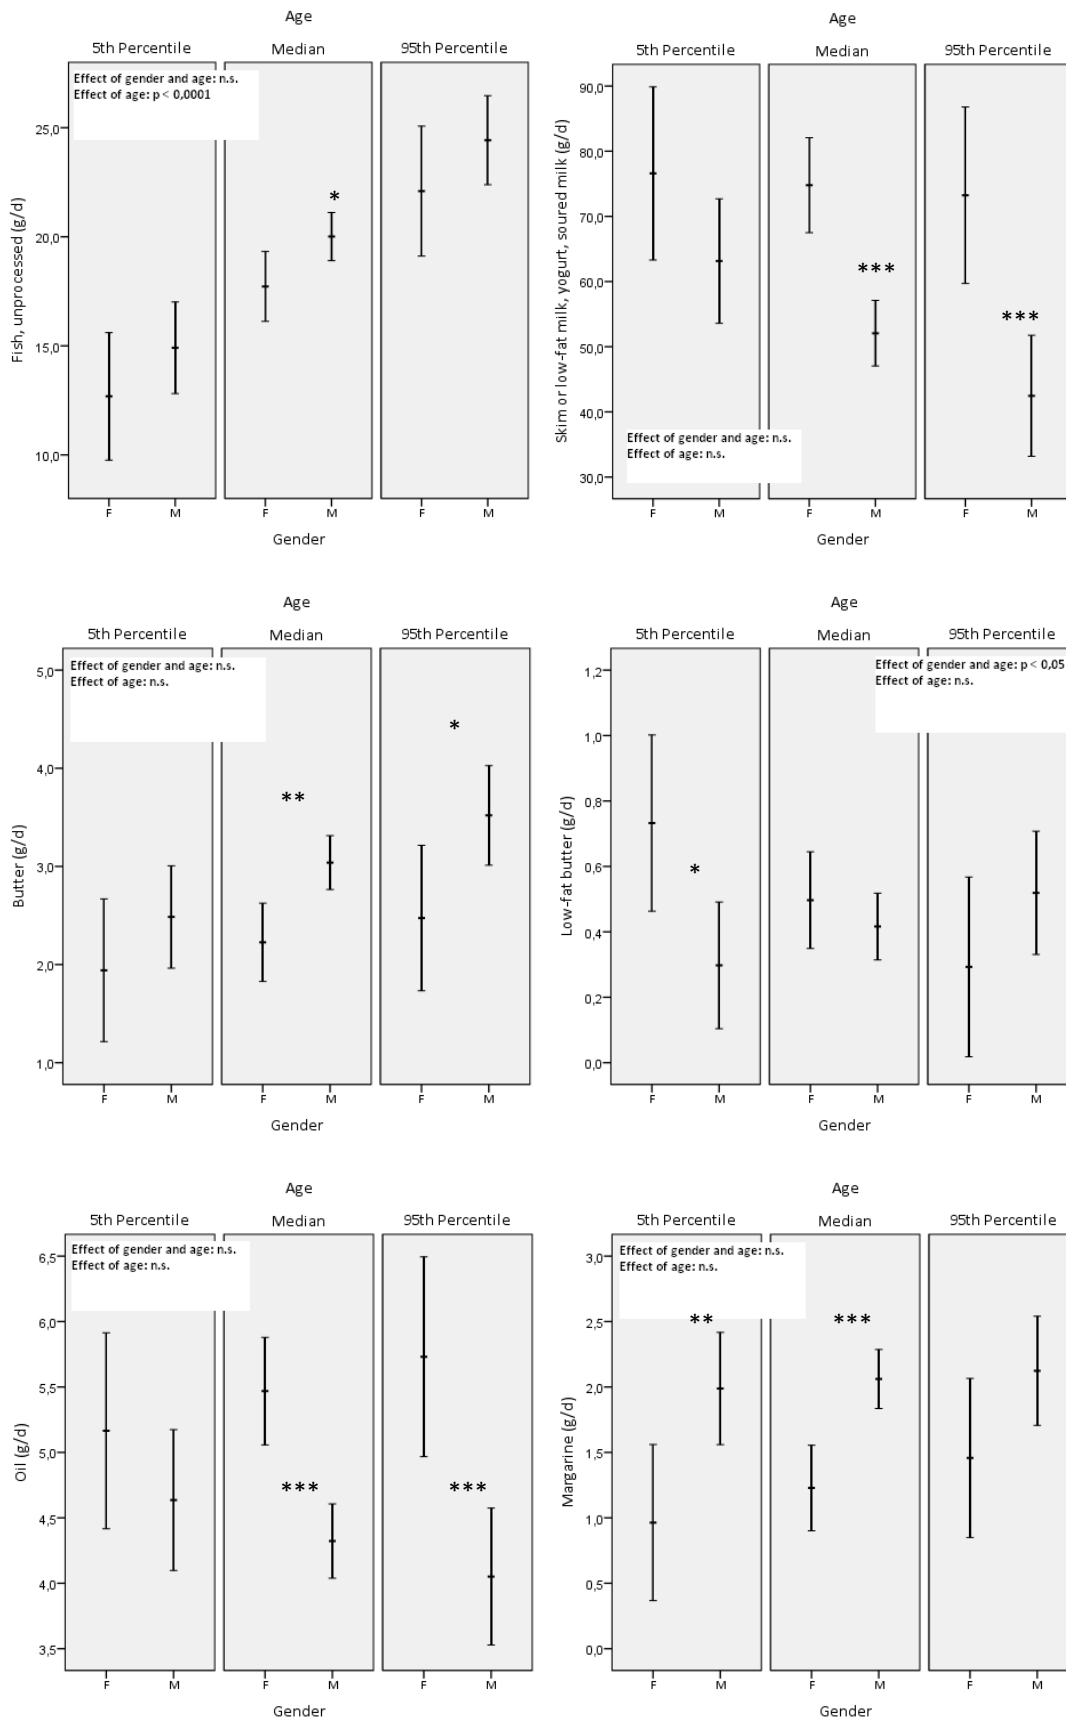 Age
5th Percentile Median 95th Percentile
Effect of gender and age: n.s.
Effect of age: p < 0,0001
Fish, unprocessed (g/d)
25,0
20,0
15,0
10,0
*
F M F M F M
Gender
Age
5th Percentile Median 95th Percentile
Skim or low-fat milk, yogurt, soured milk (g/d)
90,0
80,0
70,0
60,0
50,0
40,0
30,0
***
***
Effect of gender and age: n.s.
Effect of age: n.s.
F M F M F M
Gender
Age
5th Percentile Median 95th Percentile
Effect of gender and age: n.s.
Effect of age: n.s.
Butter (g/d)
5,0
4,0
3,0
2,0
1,0
**
*
F M F M F M
Gender
Age
5th Percentile Median 95th Percentile
Effect of gender and age: p < 0,05
Effect of age: n.s.
Low-fat butter (g/d)
1,2
1,0
0,8
0,6
0,4
0,2
0,0
*
F M F M F M
Gender
Age
5th Percentile Median 95th Percentile
Effect of gender and age: n.s.
Effect of age: n.s.
Oil (g/d)
6,5
6,0
5,5
5,0
4,5
4,0
3,5
***
***
F M F M F M
Gender
Age
5th Percentile Median 95th Percentile
Effect of gender and age: n.s.
Effect of age: n.s.
Margarine (g/d)
3,0
2,5
2,0
1,5
1,0
0,5
0,0
**
***
F M F M F M
Gender